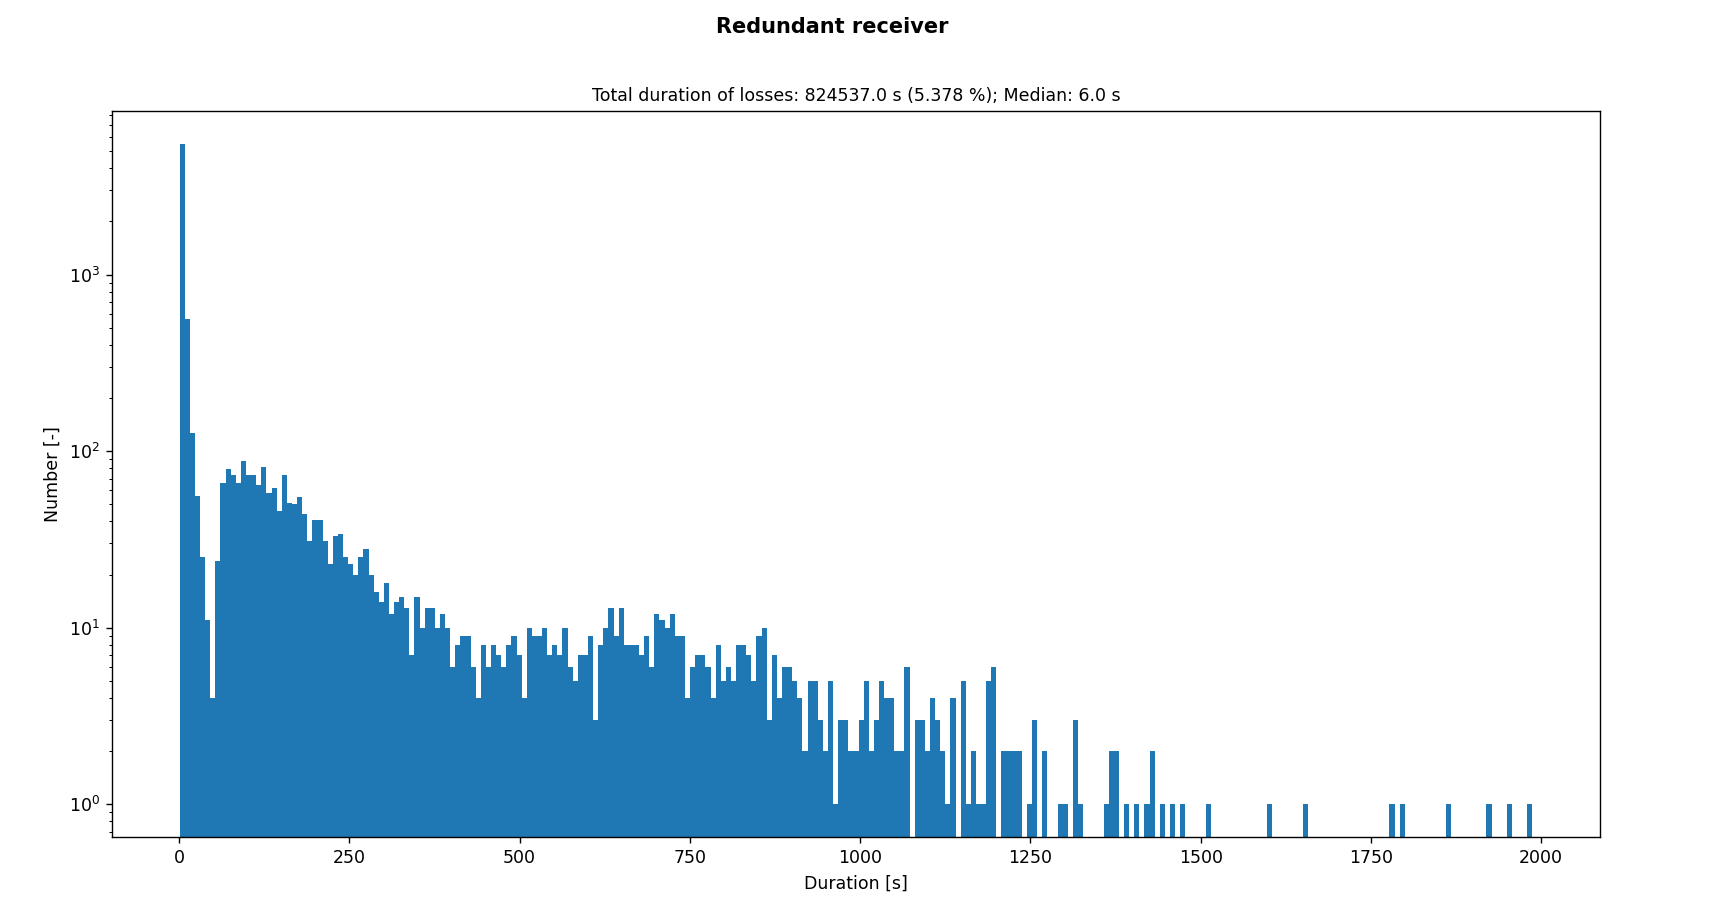 Redundant receiver
Total duration of losses: 824537.0 s (5.378 %); Median: 6.0 s
10³
10²
10¹
10⁰
Number [-]
0 250 500 750 1000 1250 1500 1750 2000
Duration [s]